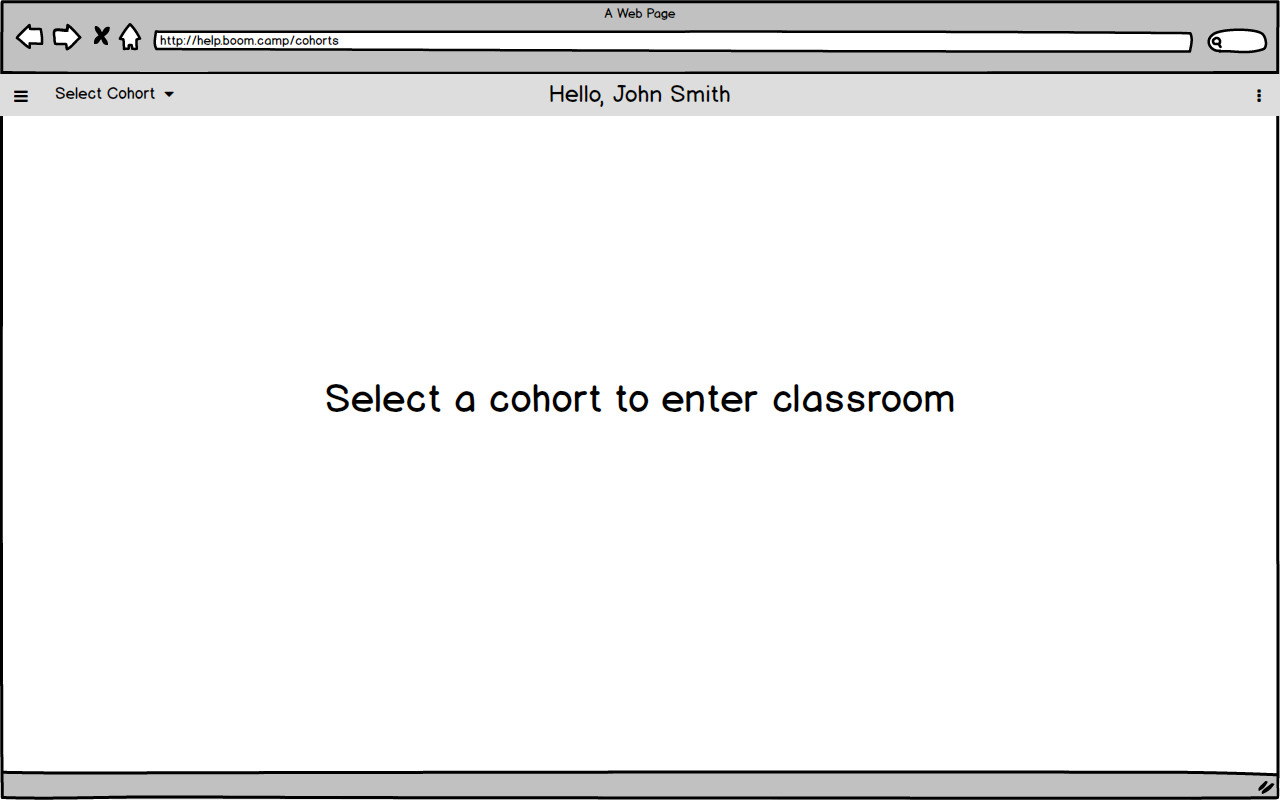 A Web Page
http://help.boom.camp/cohorts
Select Cohort
Hello, John Smith
Select a cohort to enter classroom